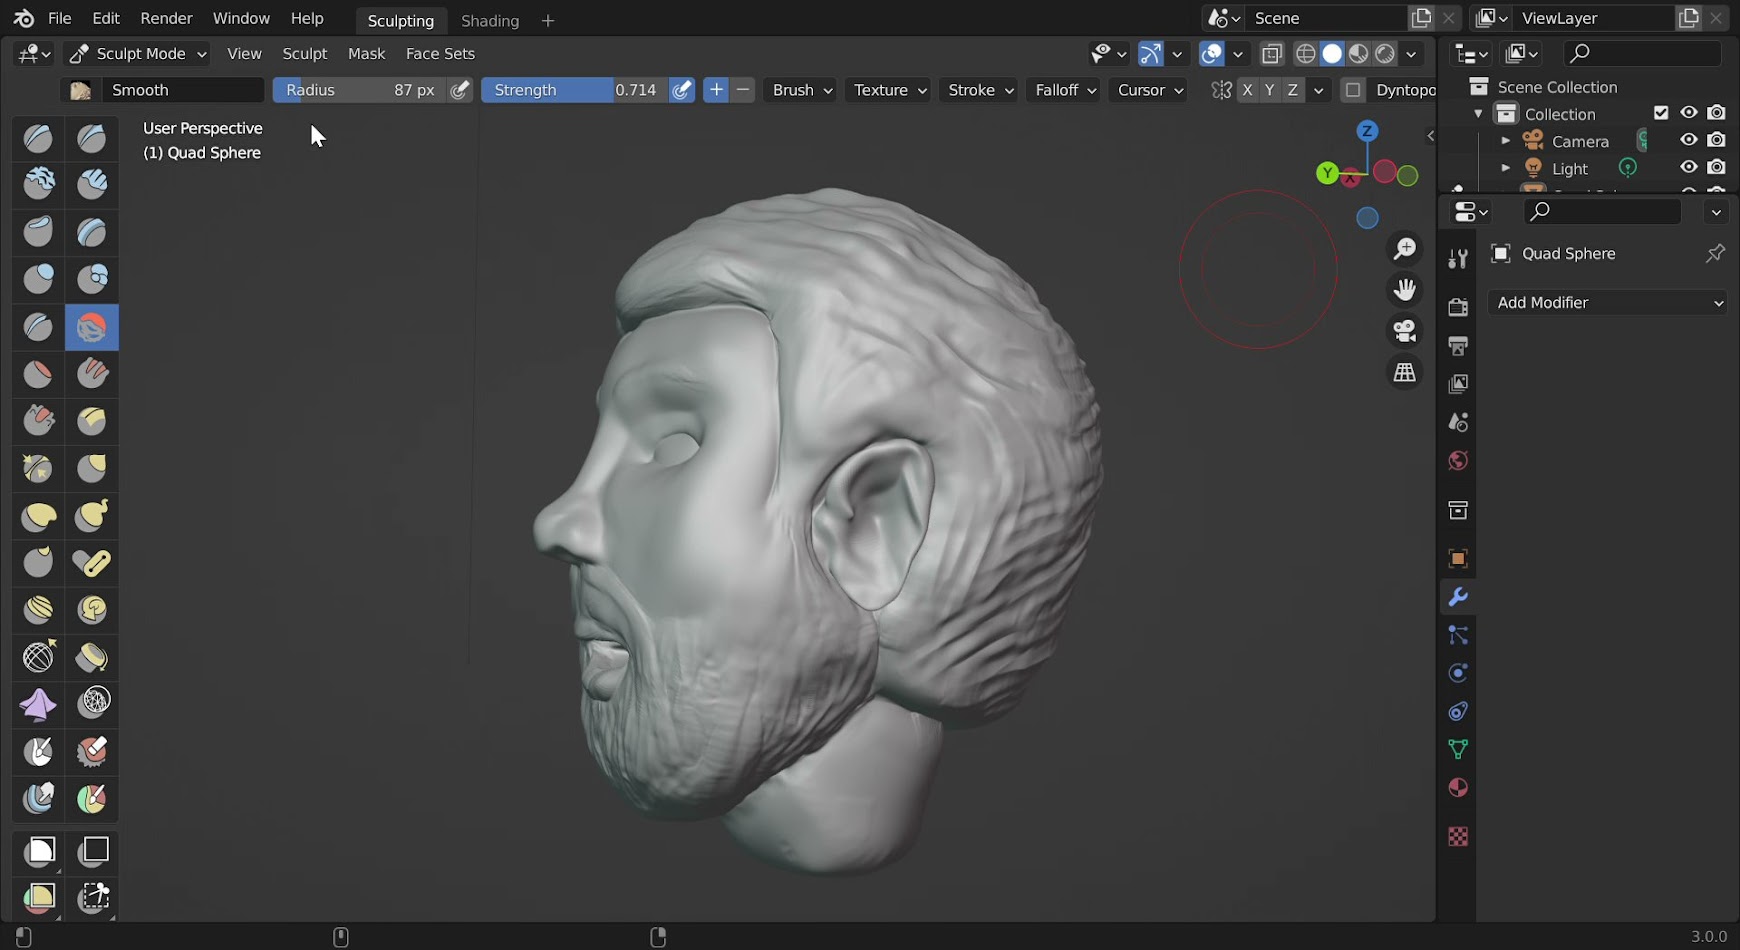 File Edit Render Window Help Sculpting Shading + Scene ViewLayer
Sculpt Mode View Sculpt Mask Face Sets
Smooth Radius 87 px Strength 0.714 + − Brush Texture Stroke Falloff Cursor X Y Z Dyntopo
User Perspective
(1) Quad Sphere
Z
Y
X
Scene Collection
Collection
Camera
Light
Quad Sphere
Add Modifier
3.0.0